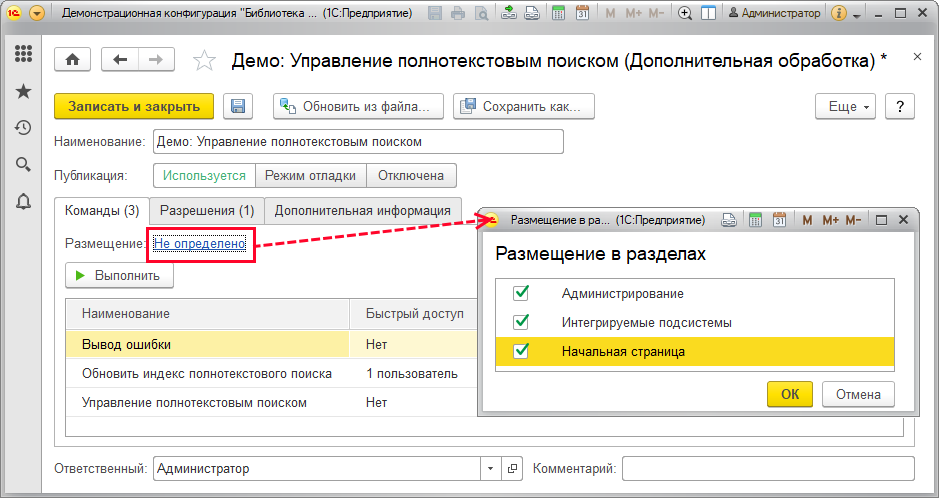 Демонстрационная конфигурация "Библиотека ... (1С:Предприятие) M M+ M- Администратор
Демо: Управление полнотекстовым поиском (Дополнительная обработка) *
Записать и закрыть Обновить из файла... Сохранить как... Еще ?
Наименование: Демо: Управление полнотекстовым поиском
Публикация: Используется Режим отладки Отключена
Команды (3) Разрешения (1) Дополнительная информация
Размещение: Не определено
Выполнить
Наименование Быстрый доступ
Вывод ошибки Нет
Обновить индекс полнотекстового поиска 1 пользователь
Управление полнотекстовым поиском Нет
Размещение в ра... (1С:Предприятие) M M+ M-
Размещение в разделах
Администрирование
Интегрируемые подсистемы
Начальная страница
ОК Отмена
Ответственный: Администратор Комментарий: